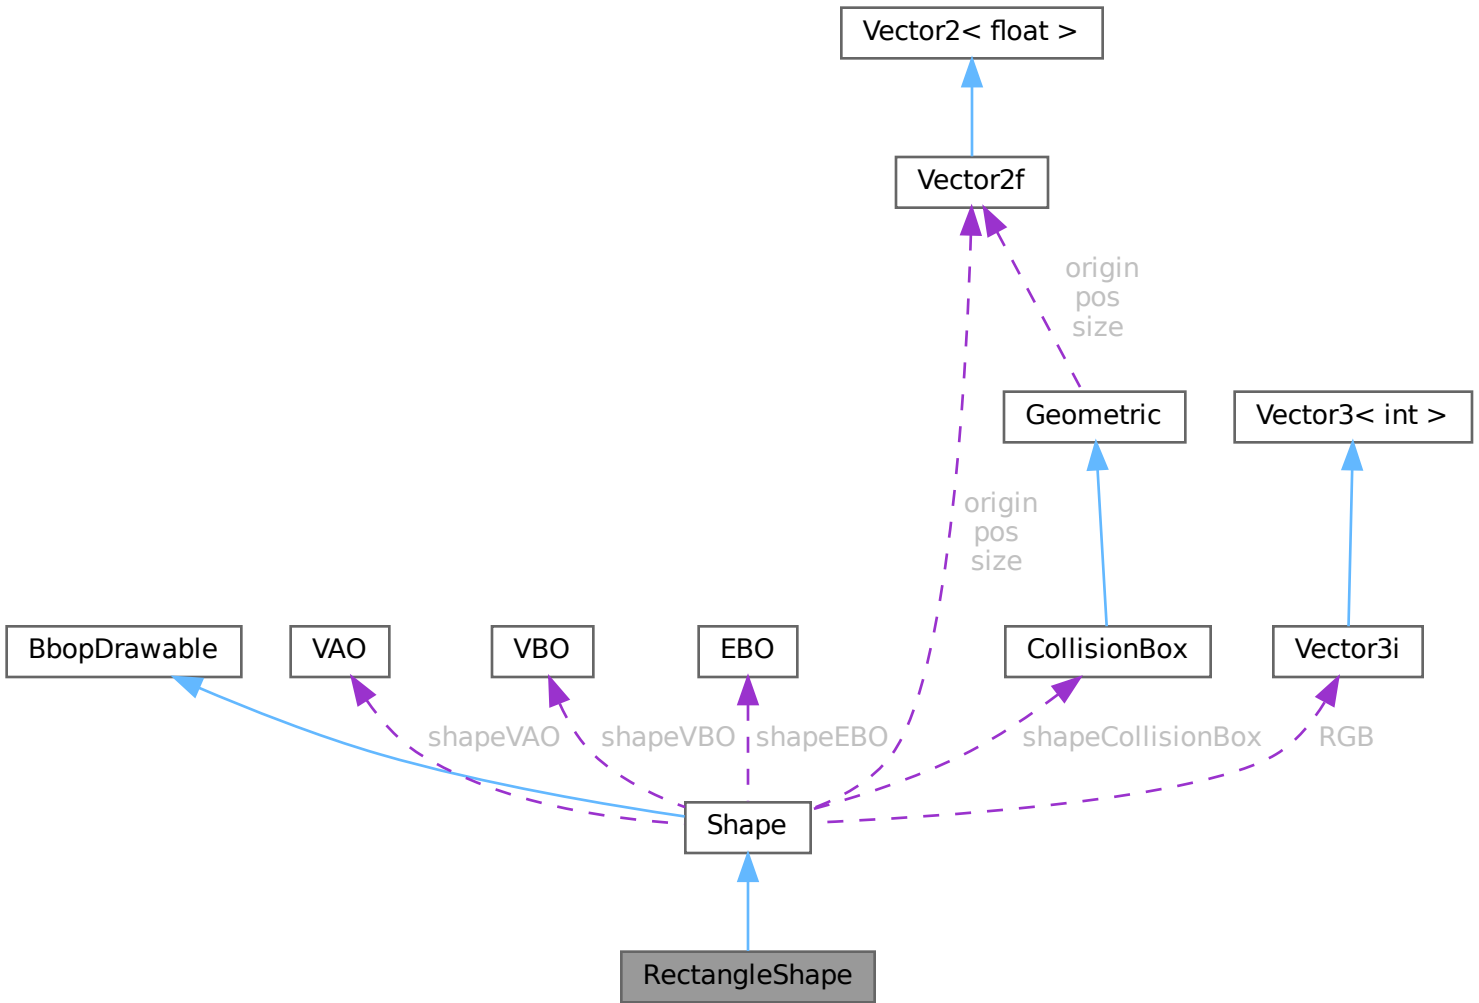 Vector2< float >
Vector2f
origin
pos
size
Geometric
Vector3< int >
origin
pos
size
BbopDrawable
VAO
VBO
EBO
CollisionBox
Vector3i
shapeVAO
shapeVBO
shapeEBO
shapeCollisionBox
RGB
Shape
RectangleShape